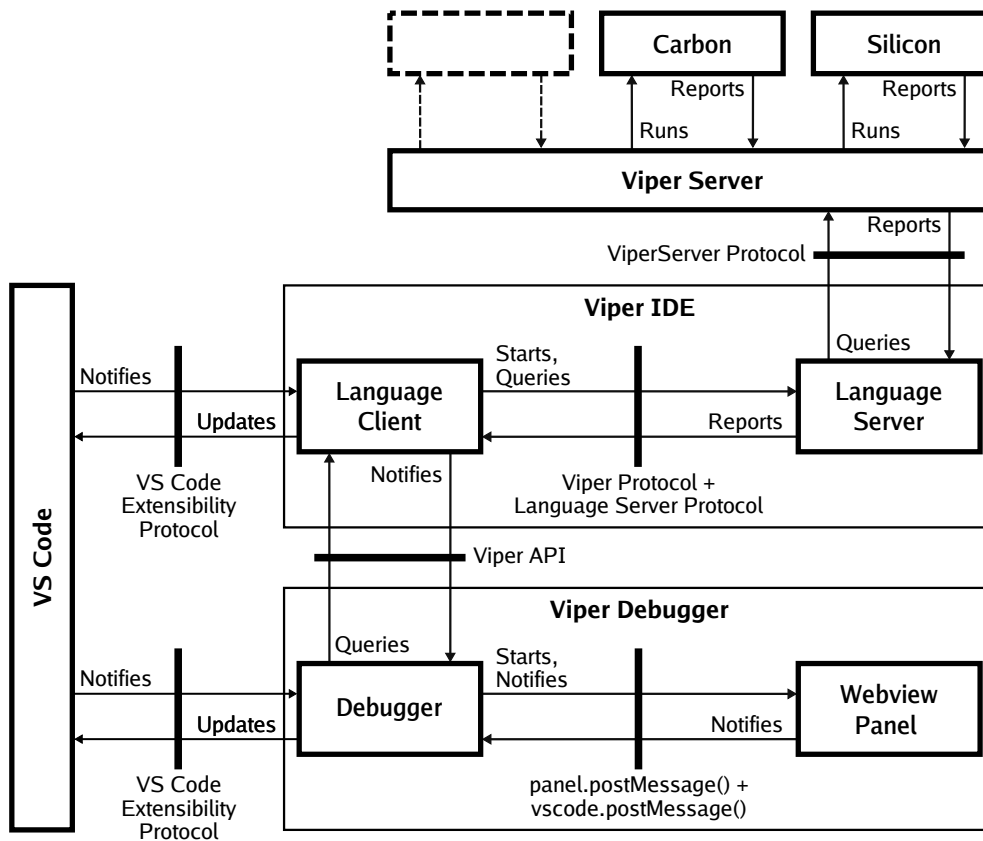 Carbon
Silicon
Reports
Reports
Runs
Runs
Viper Server
Reports
ViperServer Protocol
Viper IDE
Queries
Notifies
Language
Client
Starts,
Queries
Language
Server
Updates
Reports
Notifies
VS Code
Extensibility
Protocol
Viper Protocol +
Language Server Protocol
VS Code
Viper API
Viper Debugger
Queries
Notifies
Starts,
Notifies
Debugger
Webview
Panel
Updates
Notifies
VS Code
Extensibility
Protocol
panel.postMessage() +
vscode.postMessage()